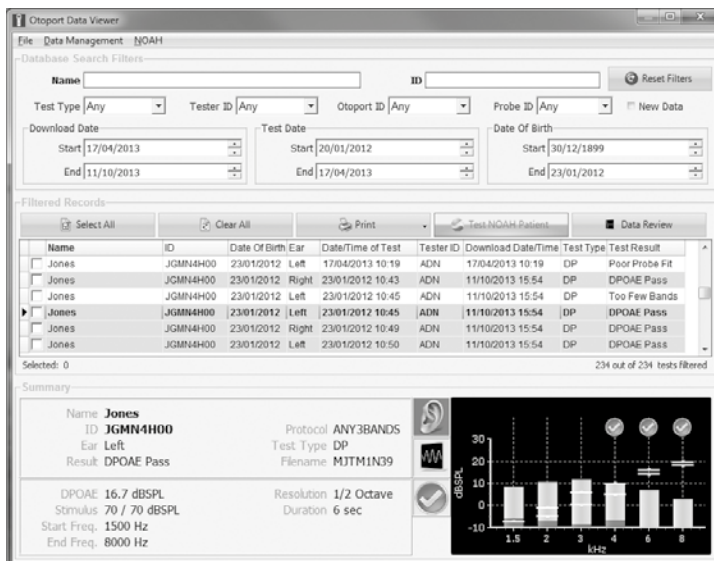 Otoport Data Viewer
File Data Management NOAH
Database Search Filters
Name ID Reset Filters
Test Type Any Tester ID Any Otoport ID Any Probe ID Any New Data
Download Date Test Date Date Of Birth
Start 17/04/2013 Start 20/01/2012 Start 30/12/1899
End 11/10/2013 End 17/04/2013 End 23/01/2012
Filtered Records
Select All Clear All Print Test NOAH Patient Data Review
Name ID Date Of Birth Ear Date/Time of Test Tester ID Download Date/Time Test Type Test Result
Jones JGMN4H00 23/01/2012 Left 17/04/2013 10:19 ADN 17/04/2013 10:19 DP Poor Probe Fit
Jones JGMN4H00 23/01/2012 Right 23/01/2012 10:43 ADN 11/10/2013 15:54 DP DPOAE Pass
Jones JGMN4H00 23/01/2012 Left 23/01/2012 10:45 ADN 11/10/2013 15:54 DP Too Few Bands
Jones JGMN4H00 23/01/2012 Left 23/01/2012 10:45 ADN 11/10/2013 15:54 DP DPOAE Pass
Jones JGMN4H00 23/01/2012 Right 23/01/2012 10:49 ADN 11/10/2013 15:54 DP DPOAE Pass
Jones JGMN4H00 23/01/2012 Left 23/01/2012 10:50 ADN 11/10/2013 15:54 DP DPOAE Pass
Selected: 0 234 out of 234 tests filtered
Summary
Name Jones
ID JGMN4H00 Protocol ANY3BANDS
Ear Left Test Type DP
Result DPOAE Pass Filename MJTM1N39
DPOAE 16.7 dBSPL Resolution 1/2 Octave
Stimulus 70 / 70 dBSPL Duration 6 sec
Start Freq. 1500 Hz
End Freq. 8000 Hz
dBSPL
30
20
10
0
-10
1.5 2 3 4 6 8
kHz